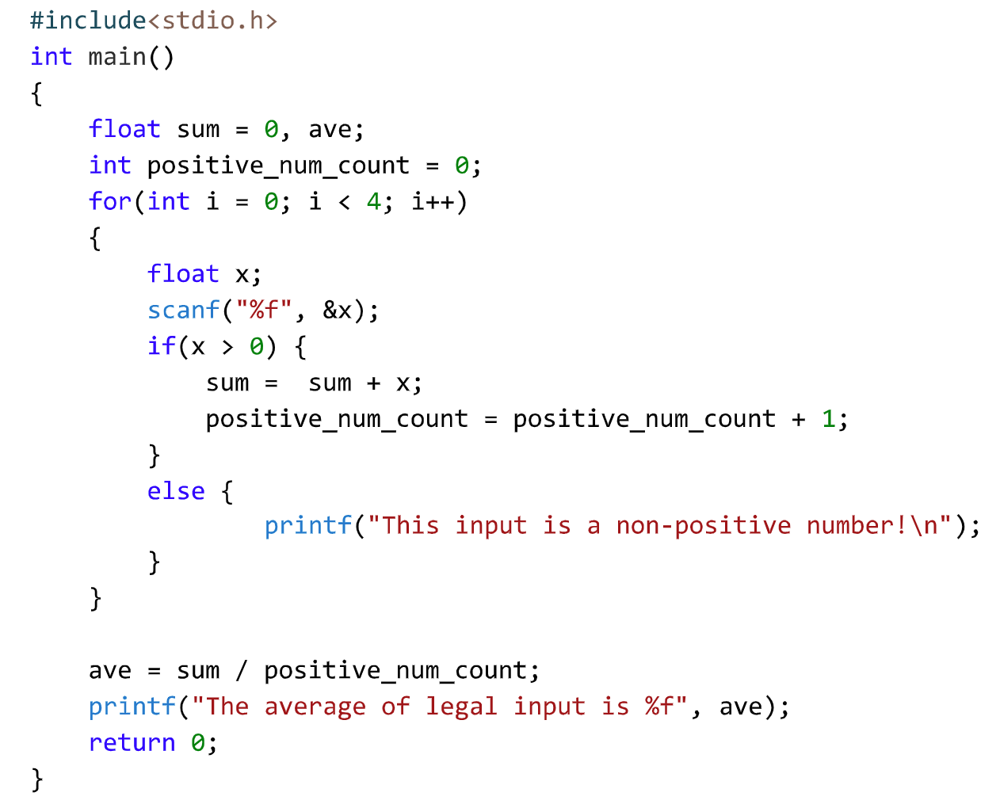 #include<stdio.h>
int main()
{
    float sum = 0, ave;
    int positive_num_count = 0;
    for(int i = 0; i < 4; i++)
    {
        float x;
        scanf("%f", &x);
        if(x > 0) {
            sum =  sum + x;
            positive_num_count = positive_num_count + 1;
        }
        else {
                printf("This input is a non-positive number!\n");
        }
    }

    ave = sum / positive_num_count;
    printf("The average of legal input is %f", ave);
    return 0;
}